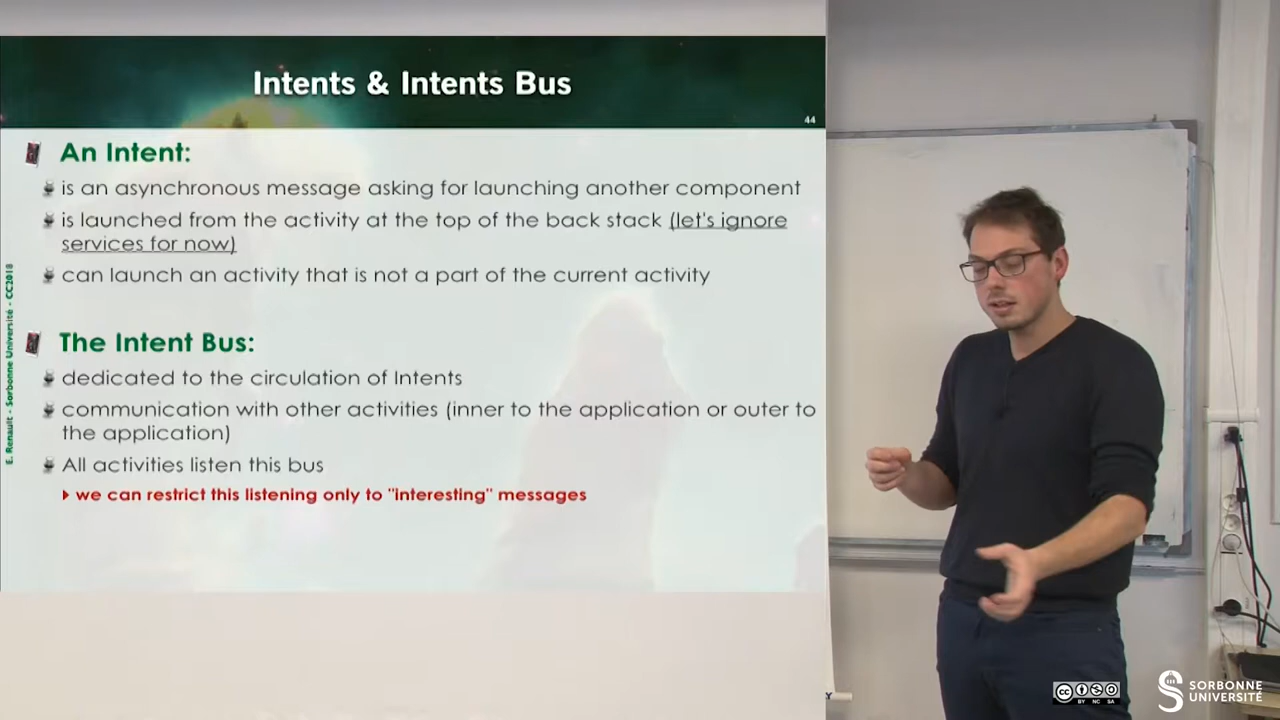 Intents & Intents Bus
44
An Intent:
is an asynchronous message asking for launching another component
is launched from the activity at the top of the back stack (let's ignore
services for now)
can launch an activity that is not a part of the current activity
The Intent Bus:
dedicated to the circulation of Intents
communication with other activities (inner to the application or outer to
the application)
All activities listen this bus
we can restrict this listening only to "interesting" messages
E. Renault - Sorbonne Université - CC2018
cc
BY NC SA
SORBONNE
UNIVERSITÉ